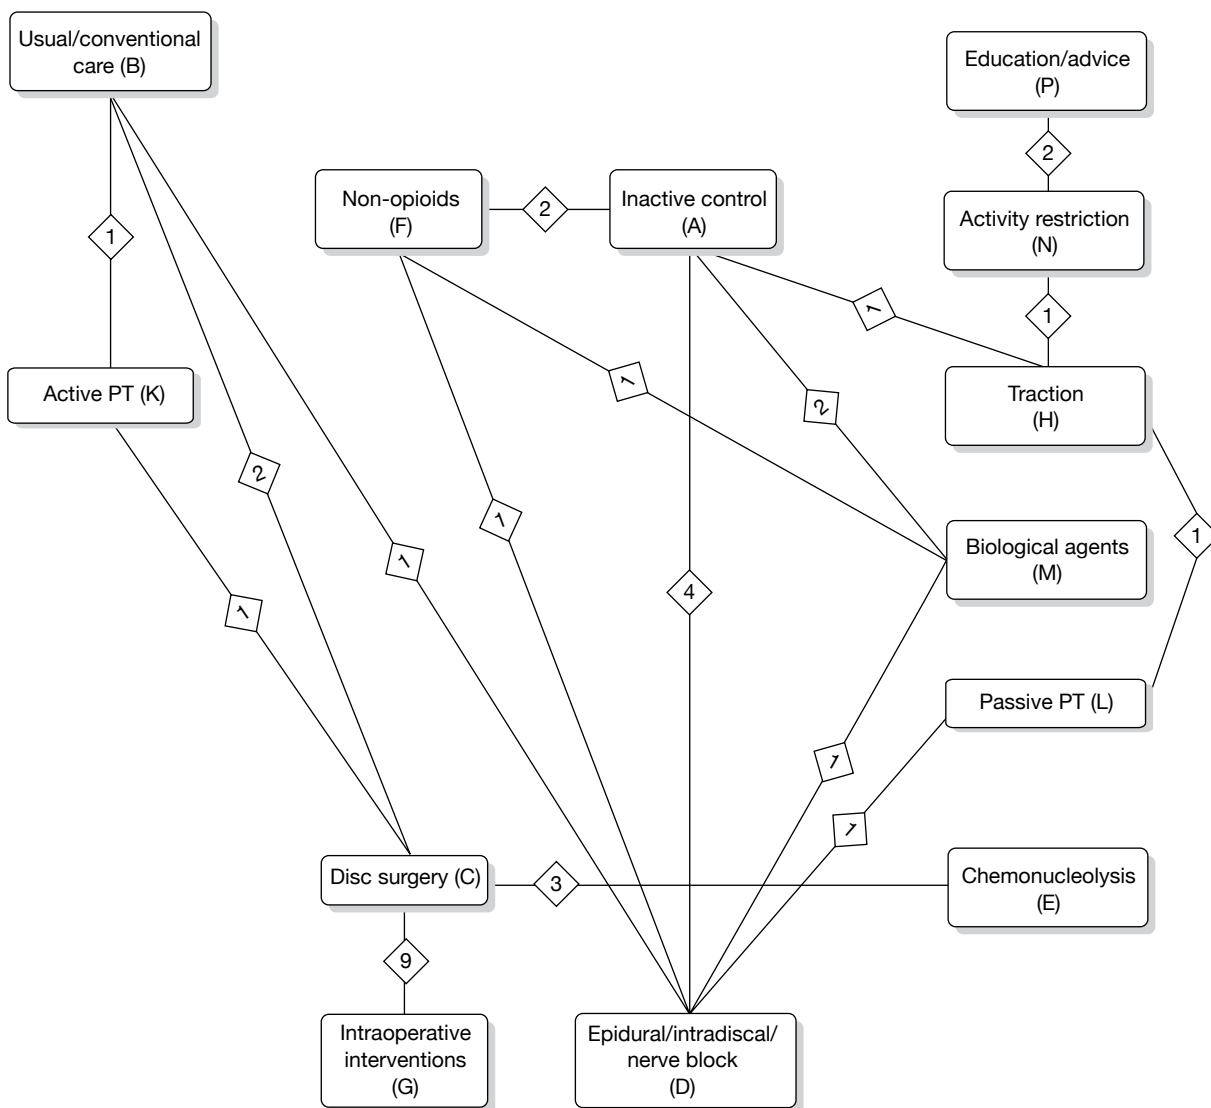 Usual/conventional
care (B)
Education/advice
(P)
2
Non-opioids
(F)
2
Inactive control
(A)
Activity restriction
(N)
1
1
1
Active PT (K)
1
2
Traction
(H)
2
1
1
1
Biological agents
(M)
1
4
1
Passive PT (L)
1
1
Disc surgery (C)
3
Chemonucleolysis
(E)
9
Intraoperative
interventions
(G)
Epidural/intradiscal/
nerve block
(D)